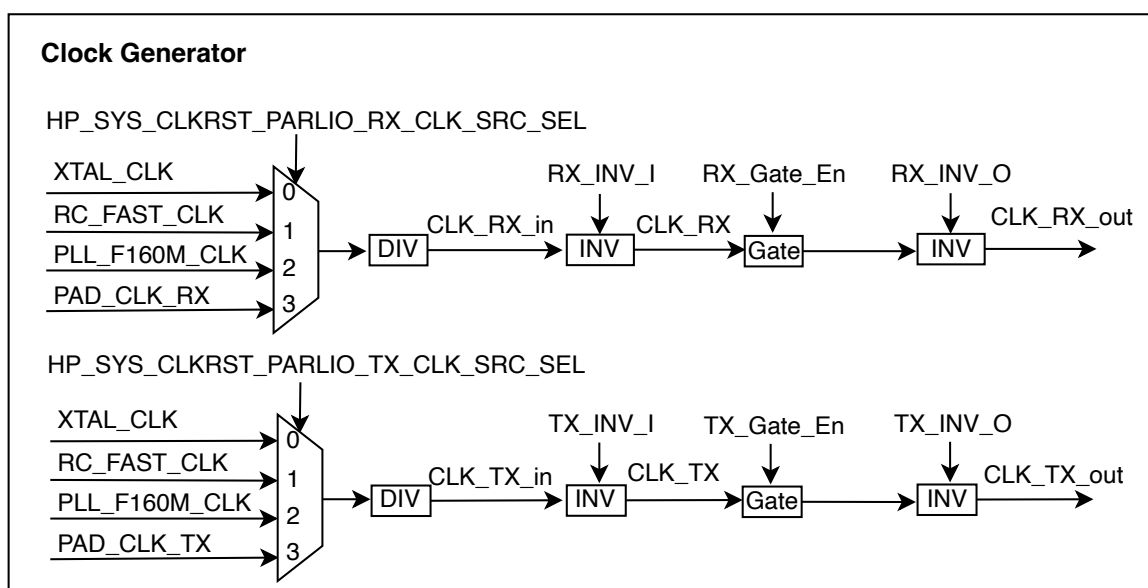 Clock Generator
HP_SYS_CLKRST_PARLIO_RX_CLK_SRC_SEL
XTAL_CLK
RC_FAST_CLK
PLL_F160M_CLK
PAD_CLK_RX
0
1
2
3
DIV
CLK_RX_in
RX_INV_I
INV
CLK_RX
RX_Gate_En
Gate
RX_INV_O
INV
CLK_RX_out
HP_SYS_CLKRST_PARLIO_TX_CLK_SRC_SEL
XTAL_CLK
RC_FAST_CLK
PLL_F160M_CLK
PAD_CLK_TX
0
1
2
3
DIV
CLK_TX_in
TX_INV_I
INV
CLK_TX
TX_Gate_En
Gate
TX_INV_O
INV
CLK_TX_out